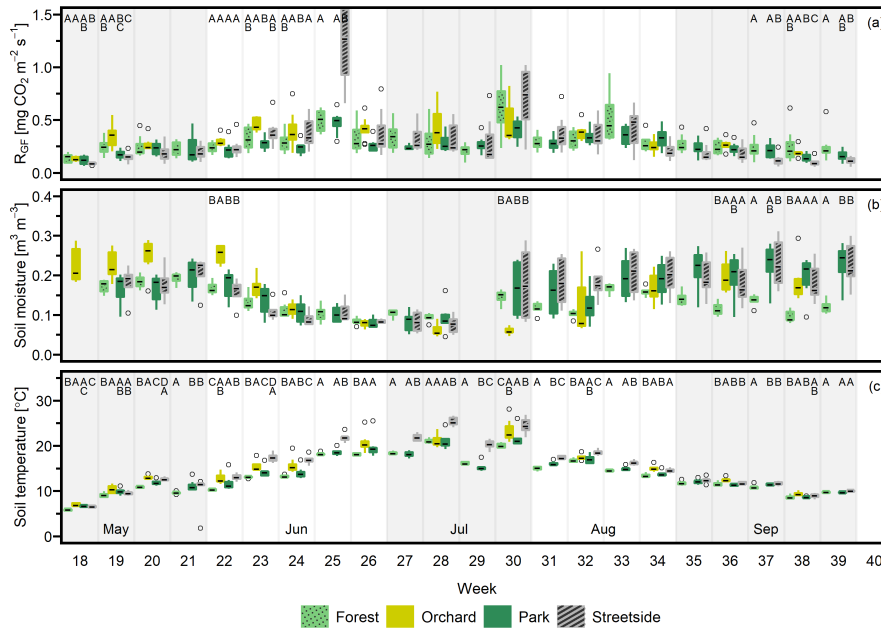 AAAB AABC AAAA AABA AABA A AB A AB AABC A AB
B B C B B B B B B B
(a)
R_GF [mg CO₂ m⁻² s⁻¹]
1.5
1.0
0.5
0.0
BABB BABB BAAA AB BAAA A BB
B B
(b)
Soil moisture [m³ m⁻³]
0.4
0.3
0.2
0.1
0.0
BAAC BAAA BACD A BB CAAB BACD BABC A AB BAA A AB AAAB A BC CAAB A BC BAAC A AB BABA BABB A BB BABA A AA
C BB A B A B C B B
(c)
Soil temperature [°C]
30
20
10
0
May Jun Jul Aug Sep
18 19 20 21 22 23 24 25 26 27 28 29 30 31 32 33 34 35 36 37 38 39 40
Week
Forest Orchard Park Streetside